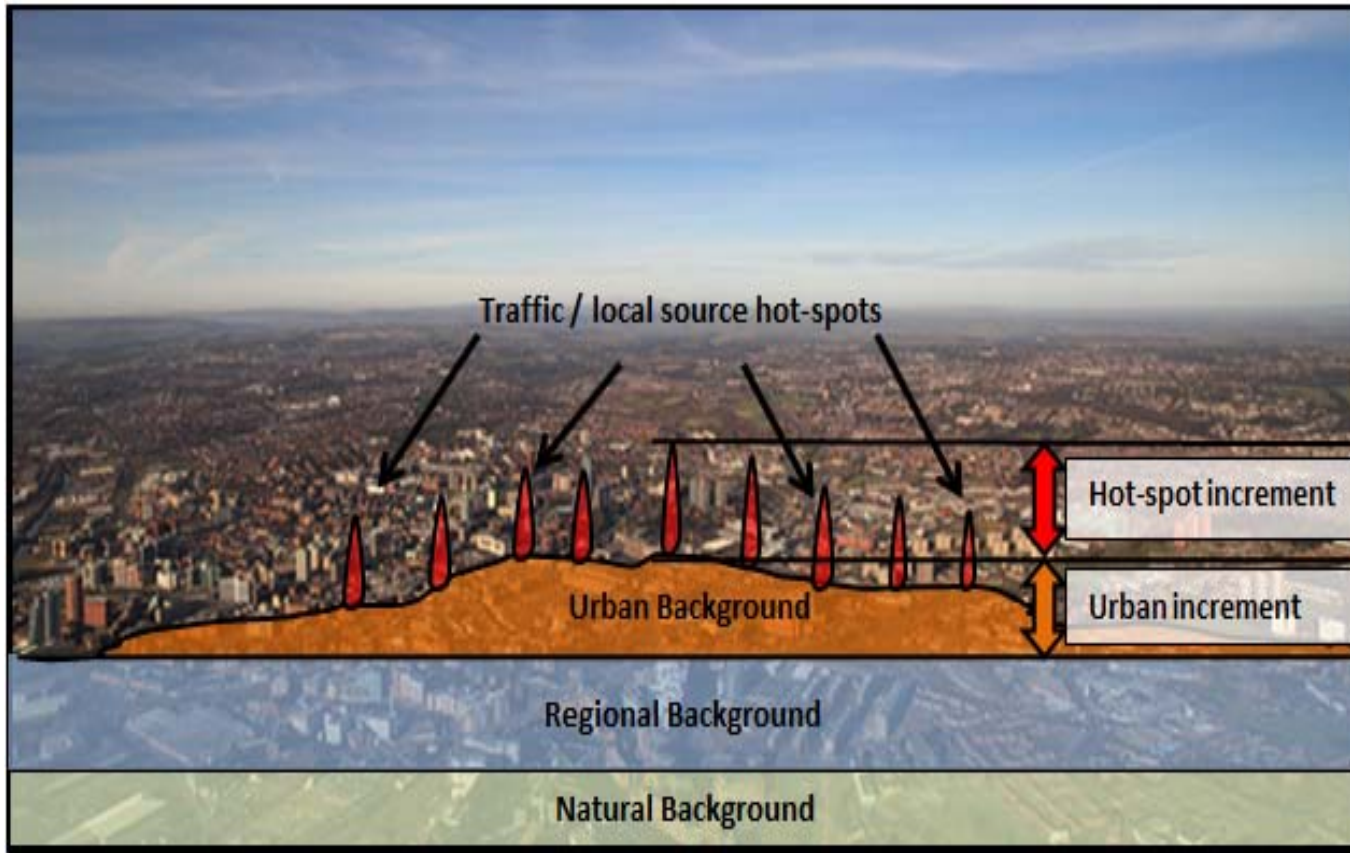 Traffic / local source hot-spots
Hot-spot increment
Urban Background
Urban increment
Regional Background
Natural Background